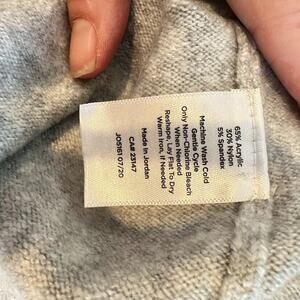 65% Acrylic
30% Nylon
5% Spandex
Machine Wash Cold
Gentle Cycle
Only Non-Chlorine Bleach
When Needed
Reshape, Lay Flat To Dry
Warm Iron, If Needed
Made In Jordan
CA# 23147
JO5161 07/20